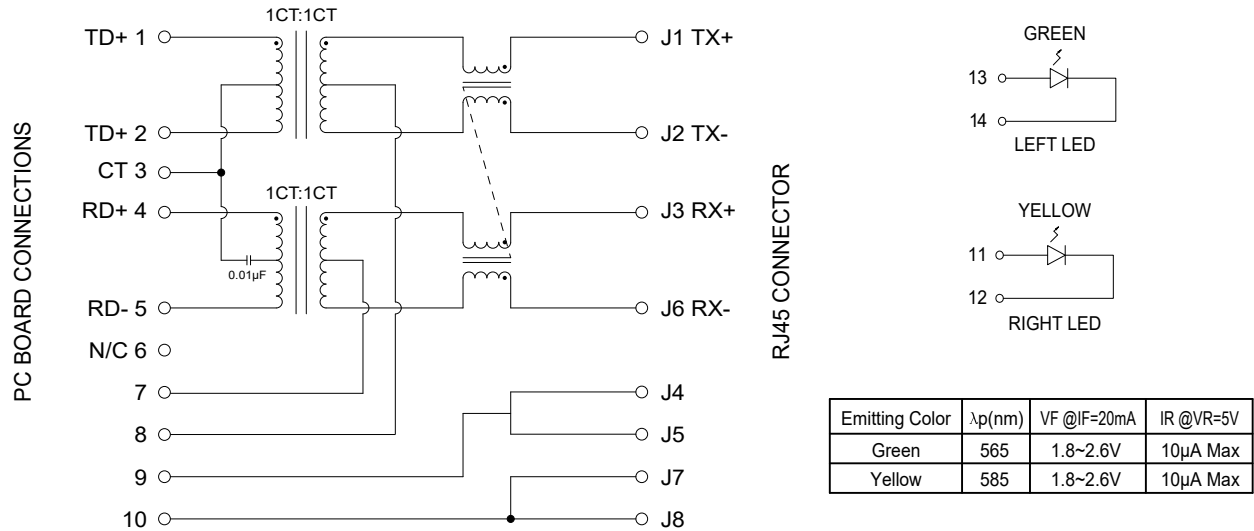 PC BOARD CONNECTIONS
1CT:1CT
TD+ 1
J1 TX+
TD+ 2
J2 TX-
CT 3
1CT:1CT
RD+ 4
J3 RX+
0.01µF
RD- 5
J6 RX-
N/C 6
7
J4
8
J5
9
J7
10
J8
RJ45 CONNECTOR
GREEN
13
14
LEFT LED
YELLOW
11
12
RIGHT LED
Emitting Color λp(nm) VF @IF=20mA IR @VR=5V
Green 565 1.8~2.6V 10µA Max
Yellow 585 1.8~2.6V 10µA Max